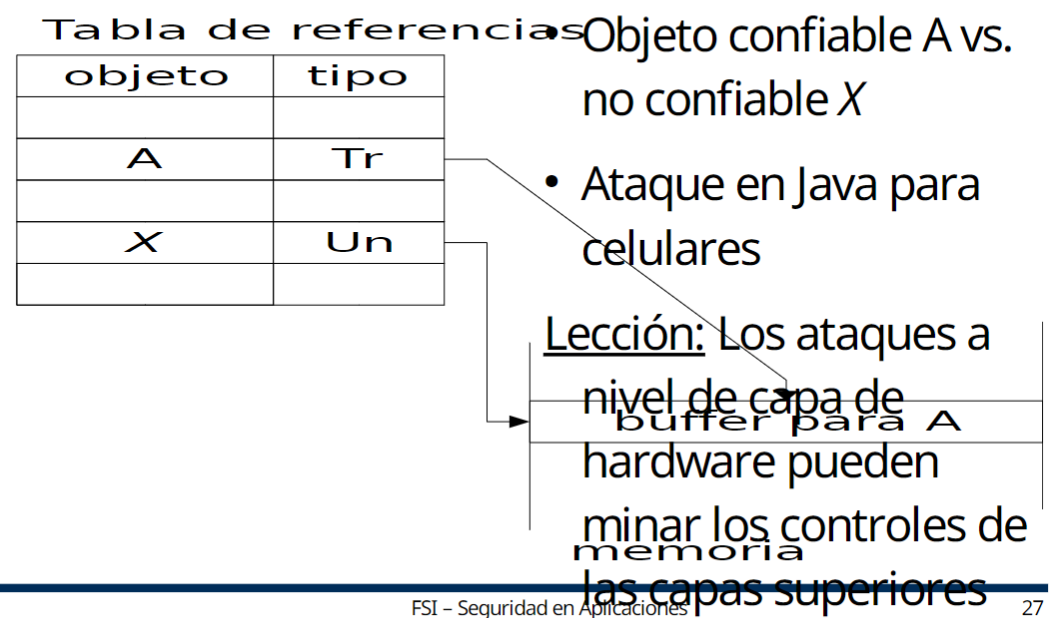 Tabla de referencias
objeto tipo
A Tr
X Un
• Objeto confiable A vs.
no confiable X
• Ataque en Java para
celulares
Lección: Los ataques a
nivel de capa de
hardware pueden
minar los controles de
las capas superiores
buffer para A
memoria
FSI – Seguridad en Aplicaciones
27